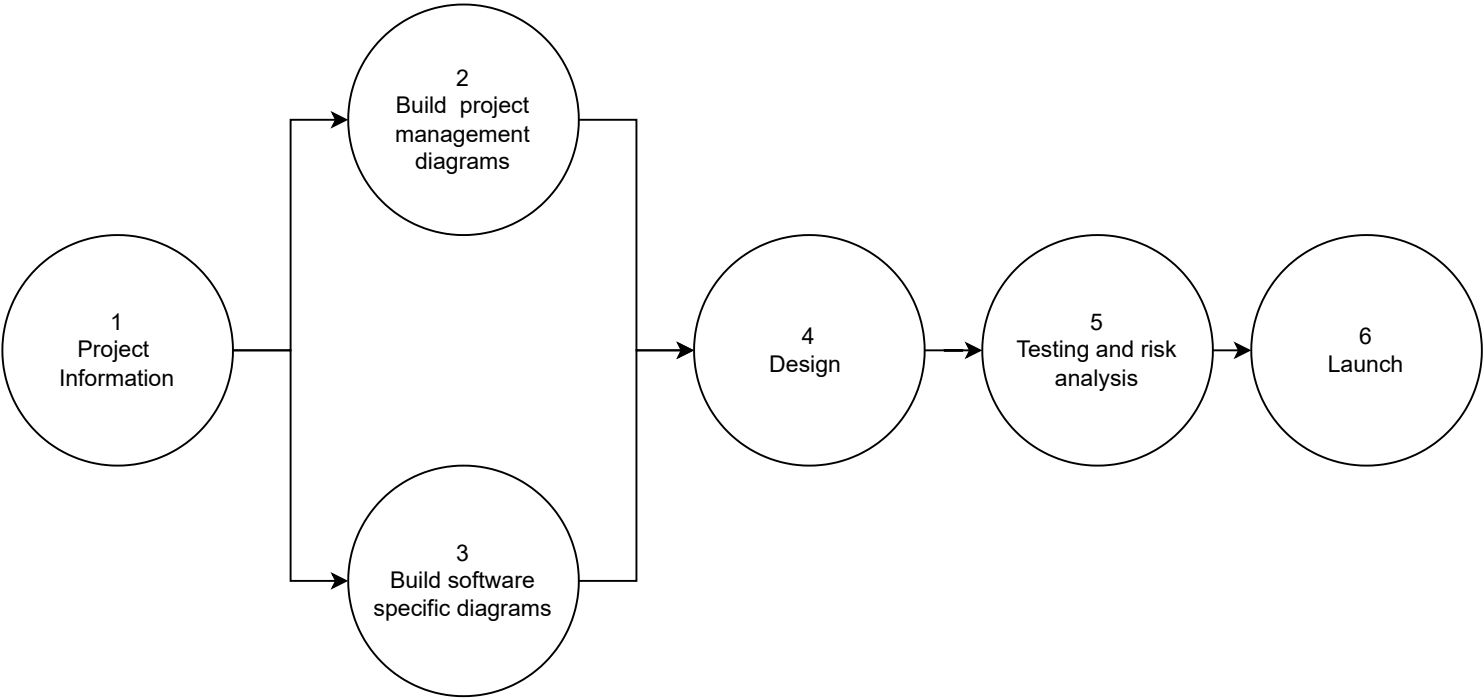 1
Project
Information
2
Build  project
management
diagrams
3
Build software
specific diagrams
4
Design
5
Testing and risk
analysis
6
Launch